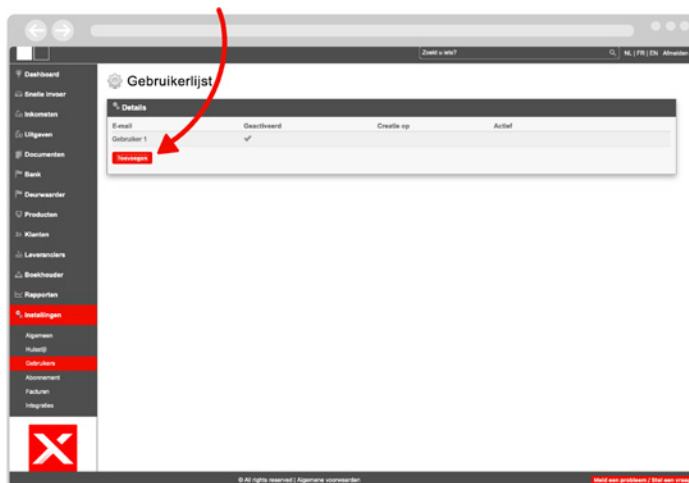 Zoekt u iets?
NL | FR | EN Afmelden
Dashboard
Snelle invoer
Inkomsten
Uitgaven
Documenten
Bank
Deurwaarder
Producten
Klanten
Leveranciers
Boekhouder
Rapporten
Instellingen
Algemeen
Huisstijl
Gebruikers
Abonnement
Facturen
Integraties
Gebruikerlijst
Details
E-mail Geactiveerd Creatie op Actief
Gebruiker 1
Toevoegen
© All rights reserved | Algemene voorwaarden
Meld een probleem / Stel een vraag